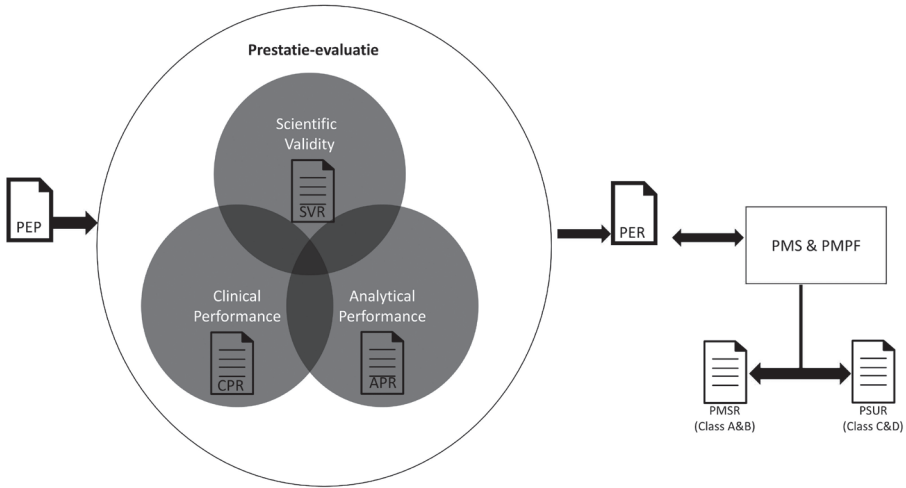 Prestatie-evaluatie
Scientific
Validity
SVR
PEP
Clinical
Performance
CPR
Analytical
Performance
APR
PER
PMS & PMPF
PMSR
(Class A&B)
PSUR
(Class C&D)